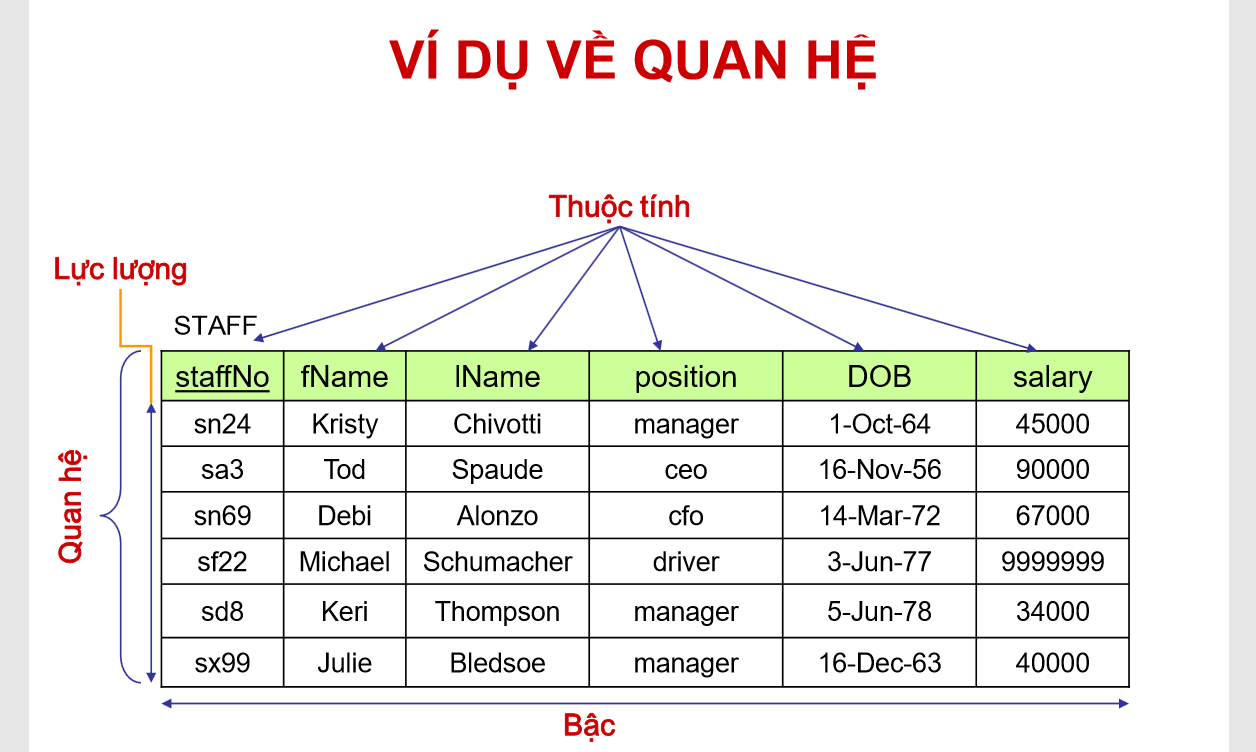 VÍ DỤ VỀ QUAN HỆ
Thuộc tính
Lực lượng
STAFF
staffNo fName lName position DOB salary
sn24 Kristy Chivotti manager 1-Oct-64 45000
sa3 Tod Spaude ceo 16-Nov-56 90000
sn69 Debi Alonzo cfo 14-Mar-72 67000
sf22 Michael Schumacher driver 3-Jun-77 9999999
sd8 Keri Thompson manager 5-Jun-78 34000
sx99 Julie Bledsoe manager 16-Dec-63 40000
Quan hệ
Bậc